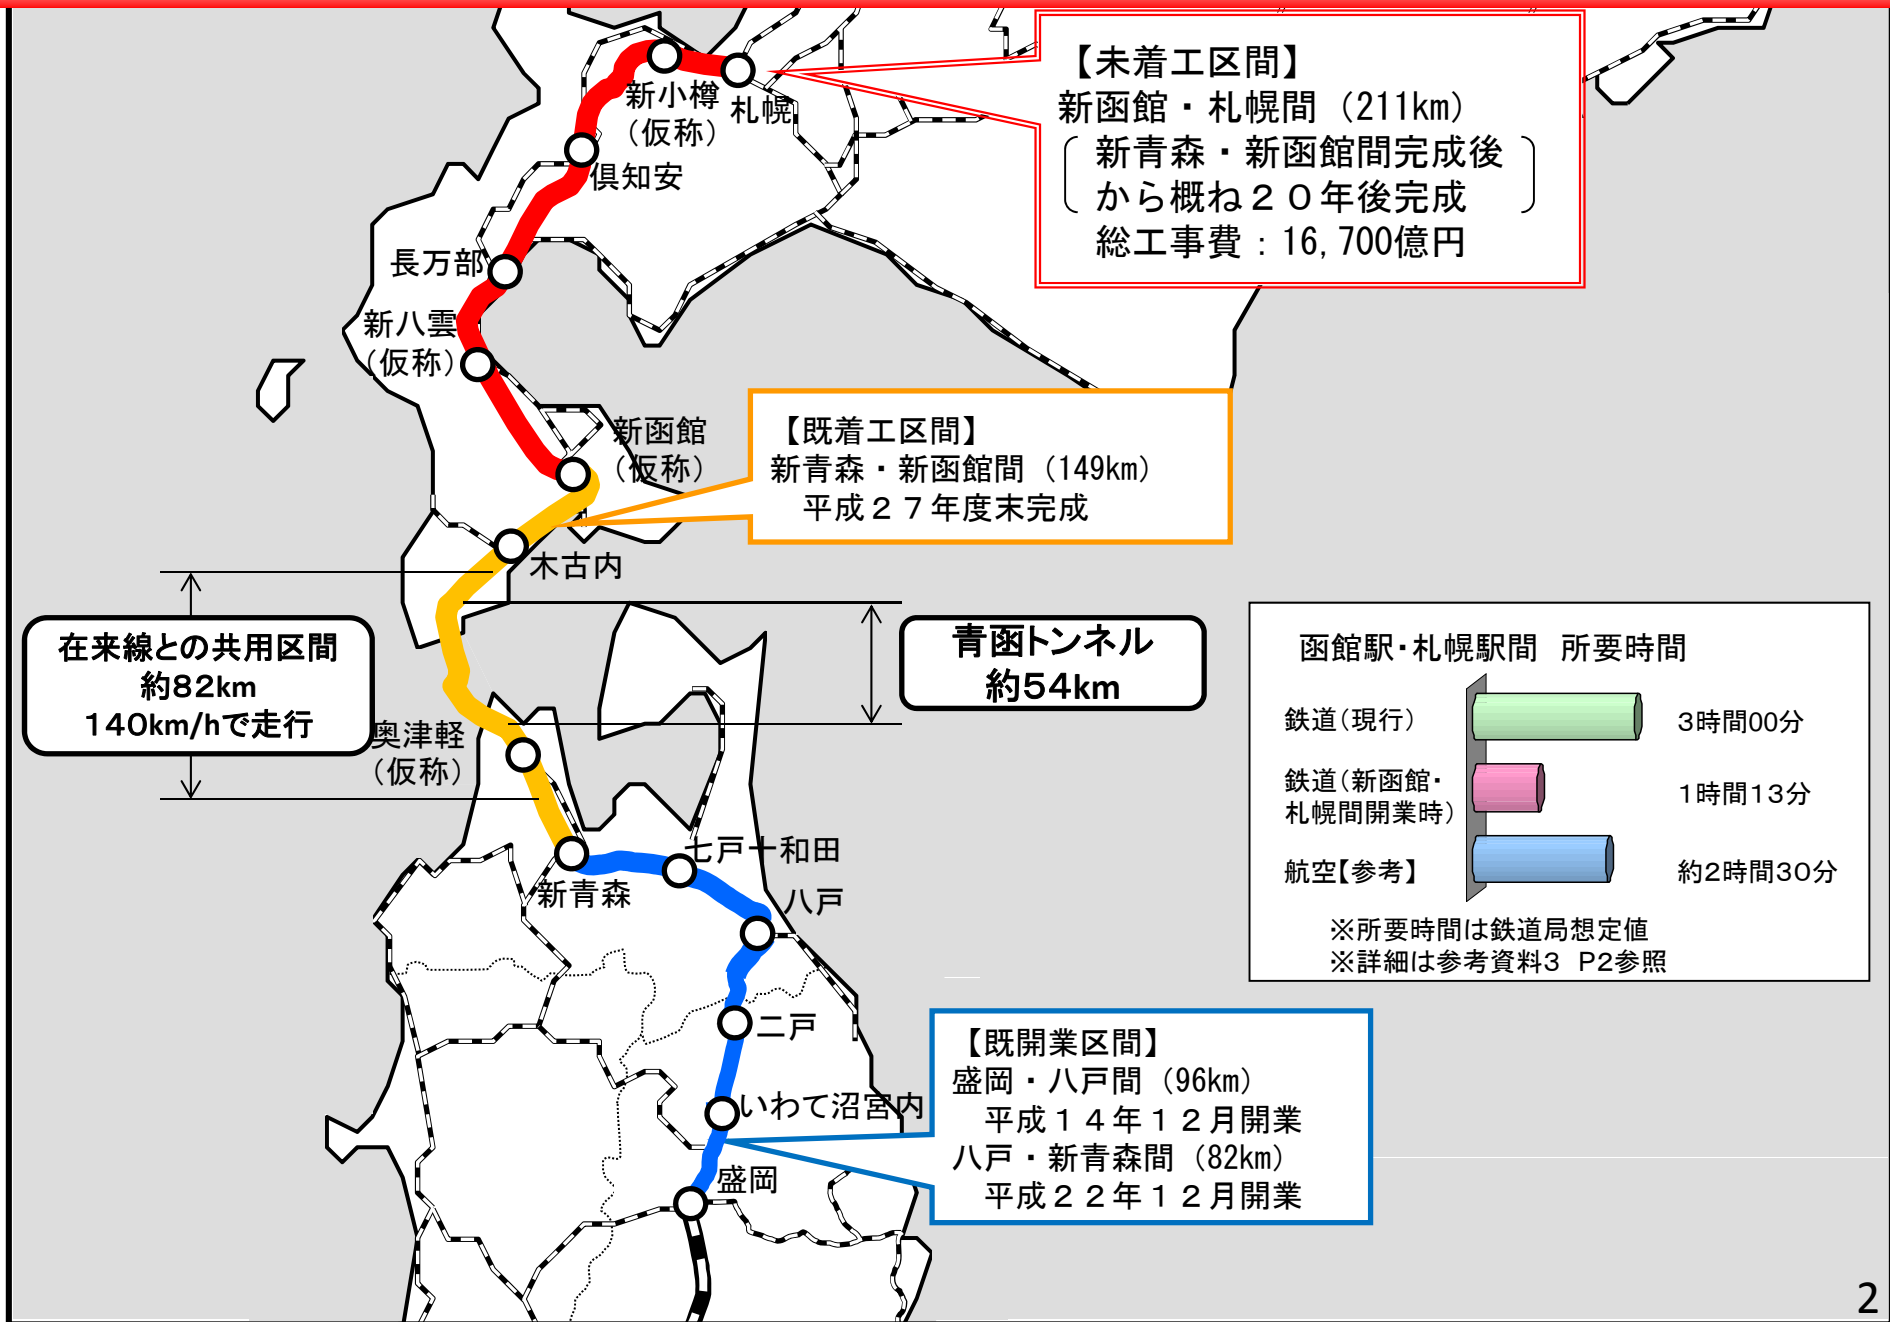 【未着工区間】
新函館・札幌間（211km）
新青森・新函館間完成後
から概ね２０年後完成
総工事費：16,700億円
新小樽
（仮称）
札幌
倶知安
長万部
新八雲
（仮称）
新函館
（仮称）
【既着工区間】
新青森・新函館間（149km）
平成２７年度末完成
木古内
在来線との共用区間
約82km
140km/hで走行
青函トンネル
約54km
奥津軽
（仮称）
函館駅・札幌駅間 所要時間
鉄道（現行）
3時間00分
鉄道（新函館・
札幌間開業時）
1時間13分
航空【参考】
約2時間30分
※所要時間は鉄道局想定値
※詳細は参考資料3 P2参照
七戸十和田
新青森
八戸
二戸
いわて沼宮内
盛岡
【既開業区間】
盛岡・八戸間（96km）
平成１４年１２月開業
八戸・新青森間（82km）
平成２２年１２月開業
2